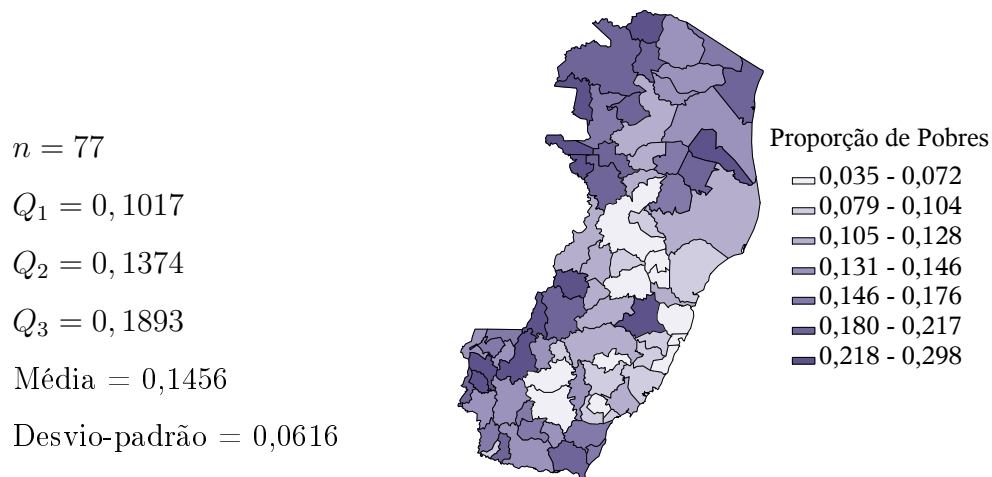 n = 77
Q₁ = 0, 1017
Q₂ = 0, 1374
Q₃ = 0, 1893
Média = 0,1456
Desvio-padrão = 0,0616
Proporção de Pobres
0,035 - 0,072
0,079 - 0,104
0,105 - 0,128
0,131 - 0,146
0,146 - 0,176
0,180 - 0,217
0,218 - 0,298